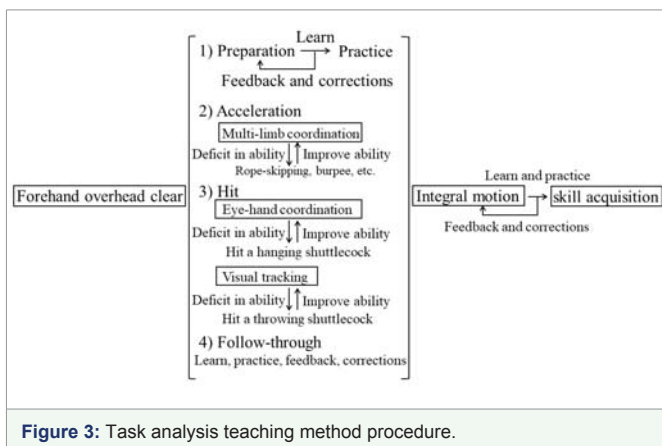 Learn
1) Preparation Practice
Feedback and corrections
2) Acceleration
Multi-limb coordination
Deficit in ability Improve ability
Rope-skipping, burpee, etc.
Forehand overhead clear
3) Hit
Eye-hand coordination
Deficit in ability Improve ability
Hit a hanging shuttlecock
Visual tracking
Deficit in ability Improve ability
Hit a throwing shuttlecock
4) Follow-through
Learn, practice, feedback, corrections
Learn and practice
Integral motion skill acquisition
Feedback and corrections
Figure 3: Task analysis teaching method procedure.